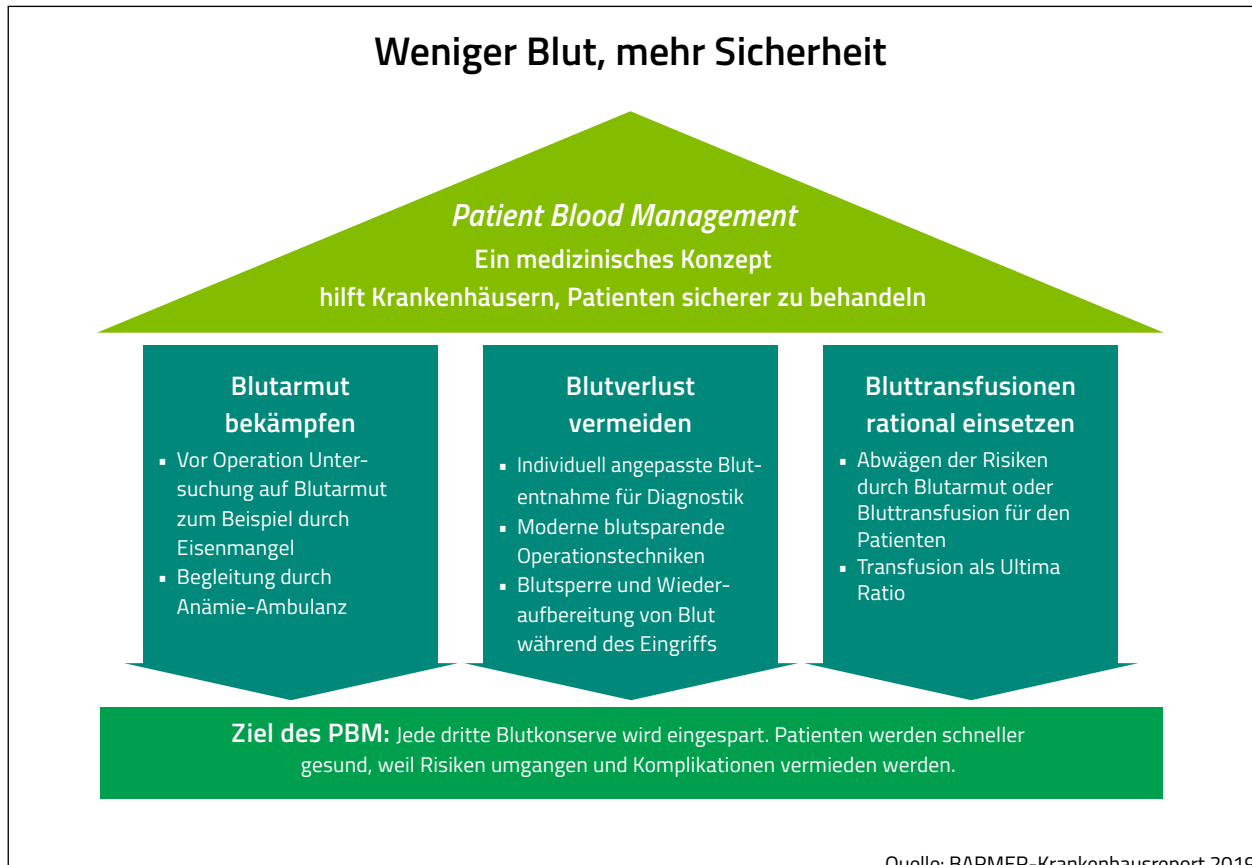 Weniger Blut, mehr Sicherheit
Patient Blood Management
Ein medizinisches Konzept
hilft Krankenhäusern, Patienten sicherer zu behandeln
Blutarmut
bekämpfen
▪ Vor Operation Unter-
suchung auf Blutarmut
zum Beispiel durch
Eisenmangel
▪ Begleitung durch
Anämie-Ambulanz
Blutverlust
vermeiden
▪ Individuell angepasste Blut-
entnahme für Diagnostik
▪ Moderne blutsparende
Operationstechniken
▪ Blutsperre und Wieder-
aufbereitung von Blut
während des Eingriffs
Bluttransfusionen
rational einsetzen
▪ Abwägen der Risiken
durch Blutarmut oder
Bluttransfusion für den
Patienten
▪ Transfusion als Ultima
Ratio
Ziel des PBM: Jede dritte Blutkonserve wird eingespart. Patienten werden schneller
gesund, weil Risiken umgangen und Komplikationen vermieden werden.
Quelle: BARMER-Krankenhausreport 2019